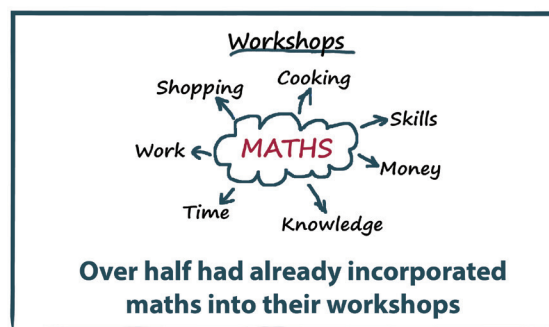 Workshops
Cooking
Shopping
Skills
MATHS
Work
Money
Time
Knowledge
Over half had already incorporated
maths into their workshops